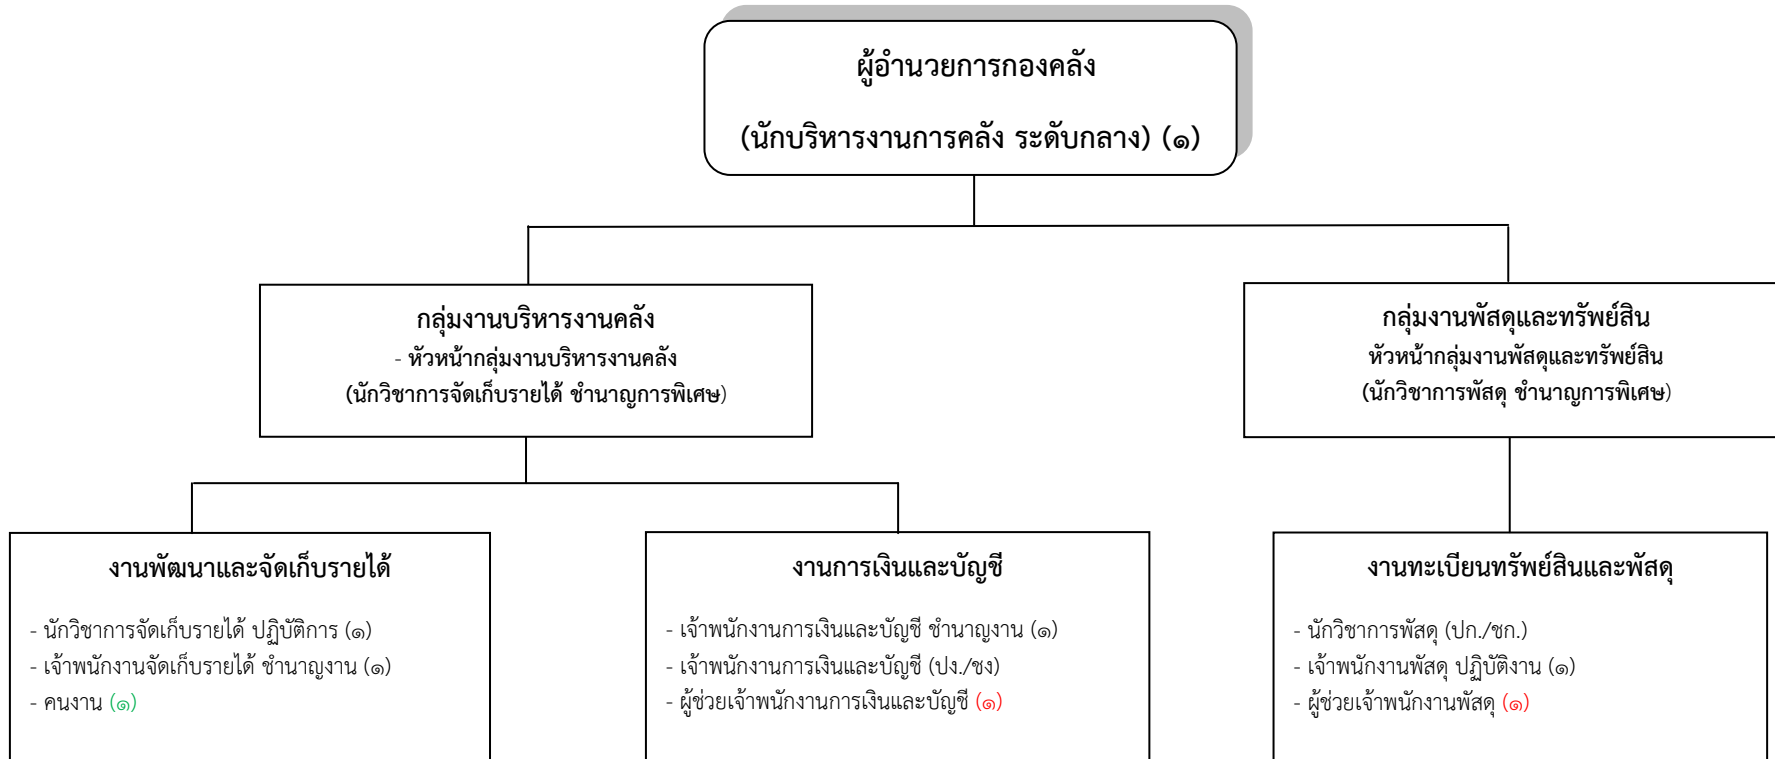 ผู้อำนวยการกองคลัง
(นักบริหารงานการคลัง ระดับกลาง) (๑)
กลุ่มงานบริหารงานคลัง
- หัวหน้ากลุ่มงานบริหารงานคลัง
(นักวิชาการจัดเก็บรายได้ ชำนาญการพิเศษ)
กลุ่มงานพัสดุและทรัพย์สิน
หัวหน้ากลุ่มงานพัสดุและทรัพย์สิน
(นักวิชาการพัสดุ ชำนาญการพิเศษ)
งานพัฒนาและจัดเก็บรายได้
- นักวิชาการจัดเก็บรายได้ ปฏิบัติการ (๑)
- เจ้าพนักงานจัดเก็บรายได้ ชำนาญงาน (๑)
- คนงาน (๑)
งานการเงินและบัญชี
- เจ้าพนักงานการเงินและบัญชี ชำนาญงาน (๑)
- เจ้าพนักงานการเงินและบัญชี (ปง./ชง)
- ผู้ช่วยเจ้าพนักงานการเงินและบัญชี (๑)
งานทะเบียนทรัพย์สินและพัสดุ
- นักวิชาการพัสดุ (ปก./ชก.)
- เจ้าพนักงานพัสดุ ปฏิบัติงาน (๑)
- ผู้ช่วยเจ้าพนักงานพัสดุ (๑)